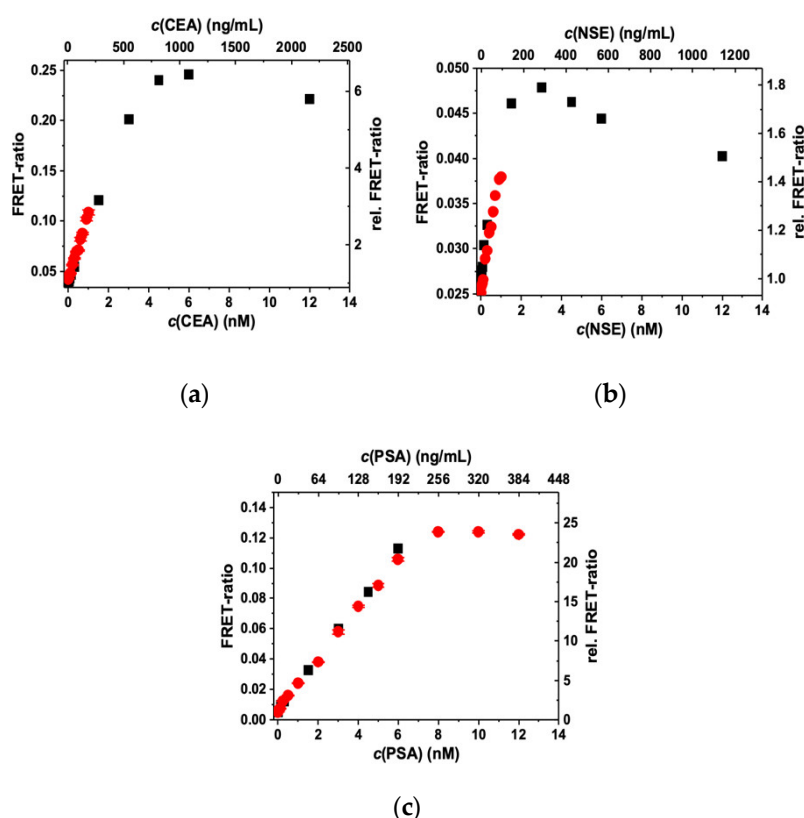 c(CEA) (ng/mL)
0 500 1000 1500 2000 2500
0.25
0.20
0.15
0.10
0.05
FRET-ratio
6
4
2
rel. FRET-ratio
0 2 4 6 8 10 12 14
c(CEA) (nM)
(a)
c(NSE) (ng/mL)
0 200 400 600 800 1000 1200
0.050
0.045
0.040
0.035
0.030
0.025
FRET-ratio
1.8
1.6
1.4
1.2
1.0
rel. FRET-ratio
0 2 4 6 8 10 12 14
c(NSE) (nM)
(b)
c(PSA) (ng/mL)
0 64 128 192 256 320 384 448
0.14
0.12
0.10
0.08
0.06
0.04
0.02
0.00
FRET-ratio
25
20
15
10
5
0
rel. FRET-ratio
0 2 4 6 8 10 12 14
c(PSA) (nM)
(c)